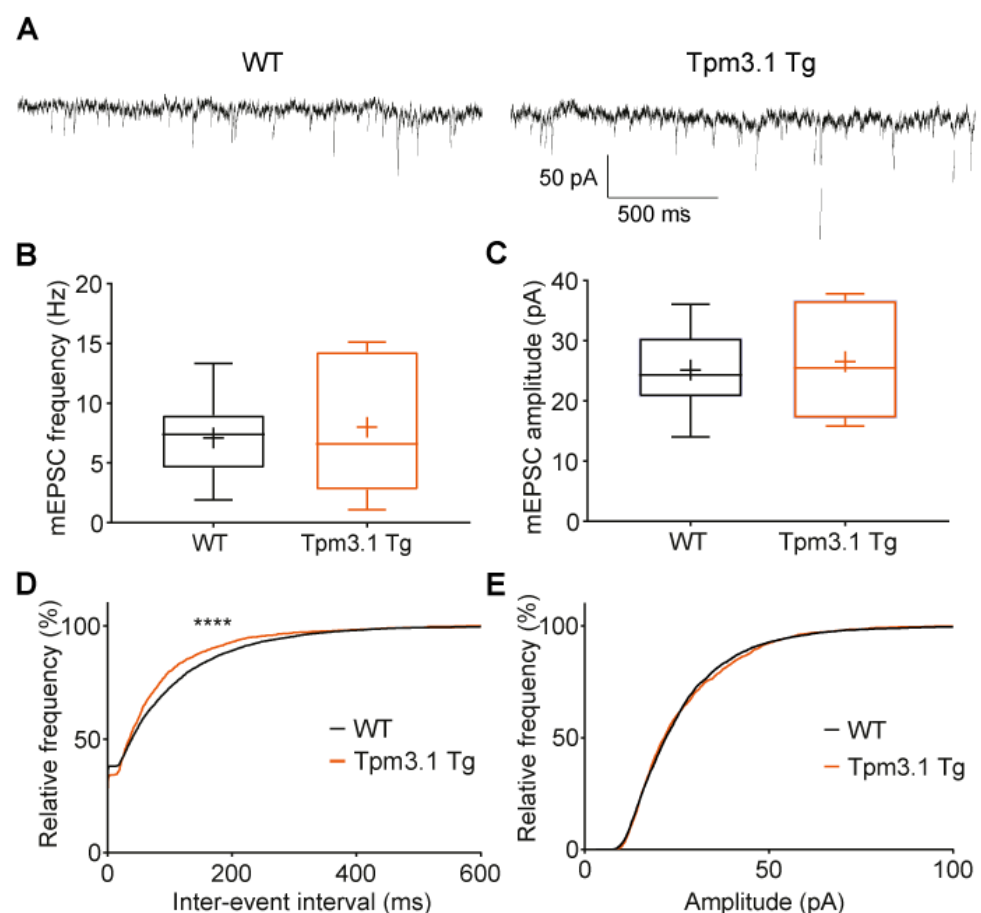 A
WT
Tpm3.1 Tg
50 pA
500 ms
B
mEPSC frequency (Hz)
20
15
10
5
0
WT
Tpm3.1 Tg
C
mEPSC amplitude (pA)
40
30
20
10
0
WT
Tpm3.1 Tg
D
Relative frequency (%)
100
50
0
****
WT
Tpm3.1 Tg
0
200
400
600
Inter-event interval (ms)
E
Relative frequency (%)
100
50
0
WT
Tpm3.1 Tg
0
50
100
Amplitude (pA)